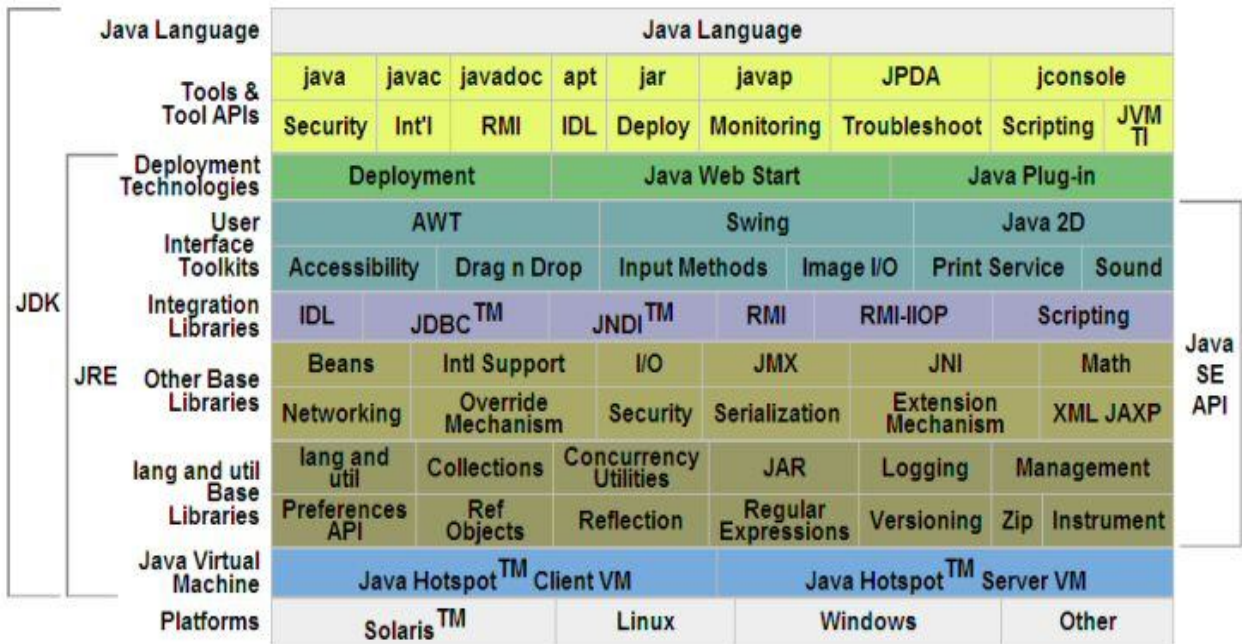 Java Language Java Language
java javac javadoc apt jar javap JPDA jconsole
Tools &
Tool APIs
Security Int'l RMI IDL Deploy Monitoring Troubleshoot Scripting JVM
TI
Deployment
Technologies
Deployment Java Web Start Java Plug-in
User
Interface
Toolkits
AWT Swing Java 2D
Accessibility Drag n Drop Input Methods Image I/O Print Service Sound
Integration
Libraries
IDL JDBC™ JNDI™ RMI RMI-IIOP Scripting
Other Base
Libraries
Beans Intl Support I/O JMX JNI Math
Networking Override
Mechanism Security Serialization Extension
Mechanism XML JAXP
lang and util
Base
Libraries
lang and
util Collections Concurrency
Utilities JAR Logging Management
Preferences
API Ref
Objects Reflection Regular
Expressions Versioning Zip Instrument
Java Virtual
Machine
Java Hotspot™ Client VM Java Hotspot™ Server VM
Platforms Solaris™ Linux Windows Other
JDK
JRE
Java
SE
API